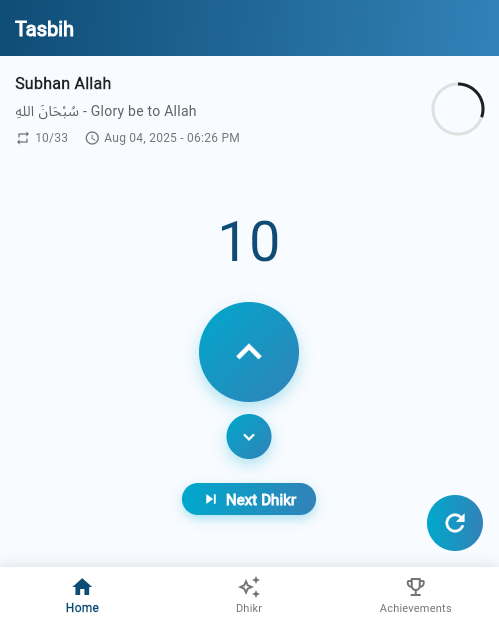 Tasbih
Subhan Allah
سُبْحَانَ اللهِ - Glory be to Allah
10/33 Aug 04, 2025 - 06:26 PM
10
Next Dhikr
Home Dhikr Achievements